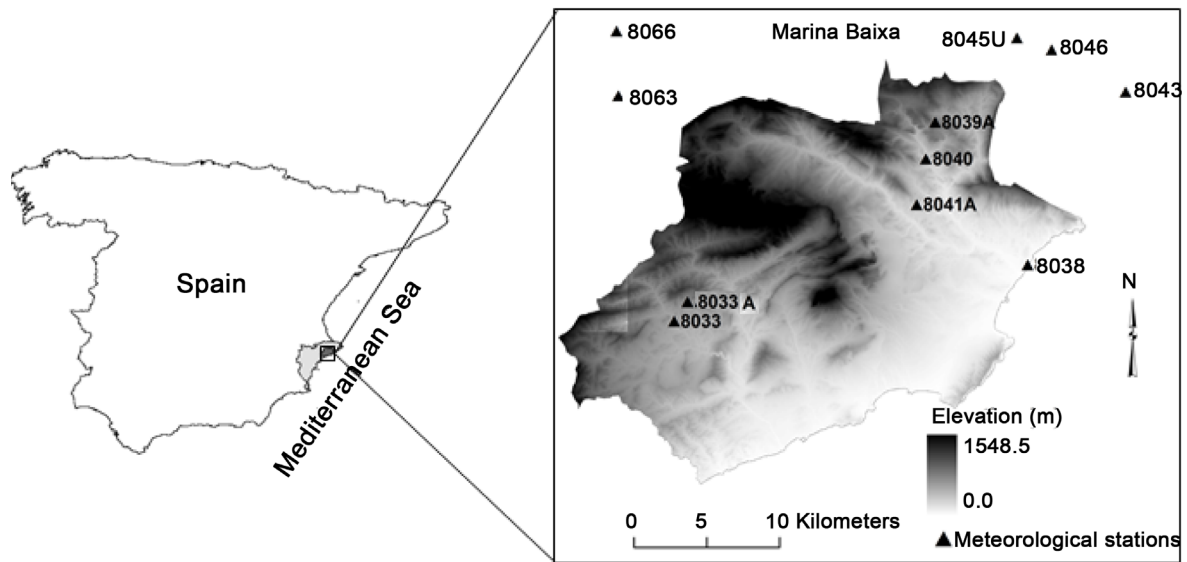 Spain
Mediterranean Sea
Marina Baixa
8066
8045U
8046
8063
8043
8039A
8040
8041A
8038
.8033 A
8033
N
Elevation (m)
1548.5
0.0
0 5 10 Kilometers
Meteorological stations